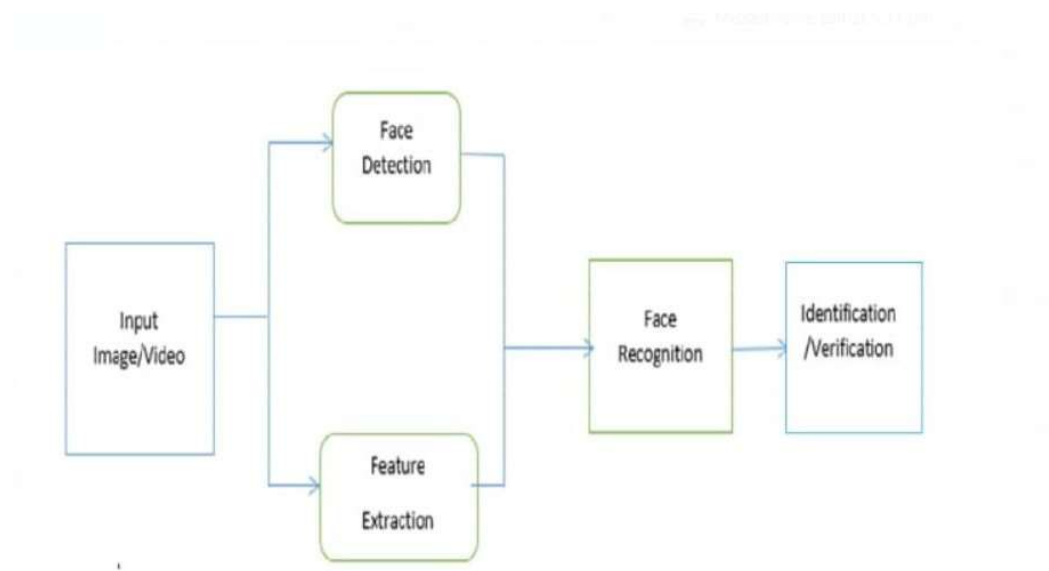 Face
Detection
Input
Image/Video
Face
Recognition
Identification
/Verification
Feature
Extraction